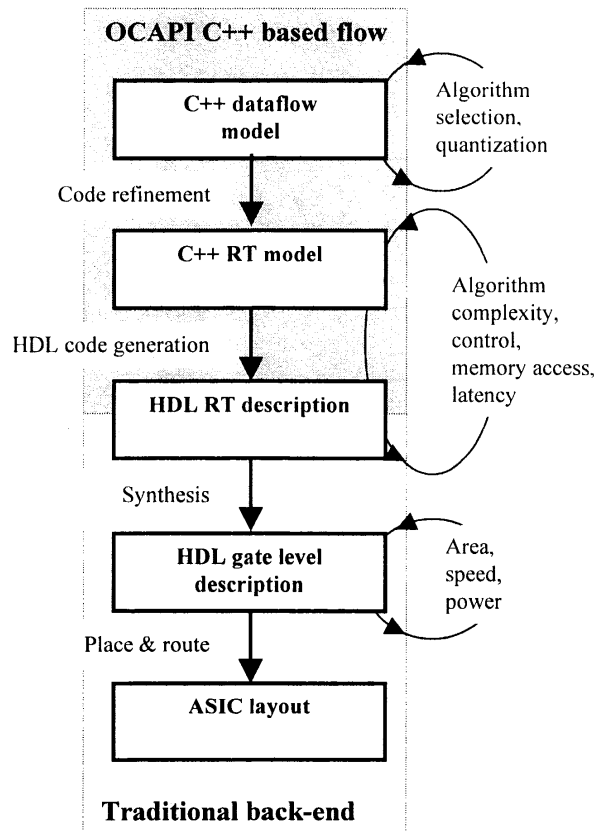 OCAPI C++ based flow
C++ dataflow
model
Algorithm
selection,
quantization
Code refinement
C++ RT model
Algorithm
complexity,
control,
memory access,
latency
HDL code generation
HDL RT description
Synthesis
HDL gate level
description
Area,
speed,
power
Place & route
ASIC layout
Traditional back-end